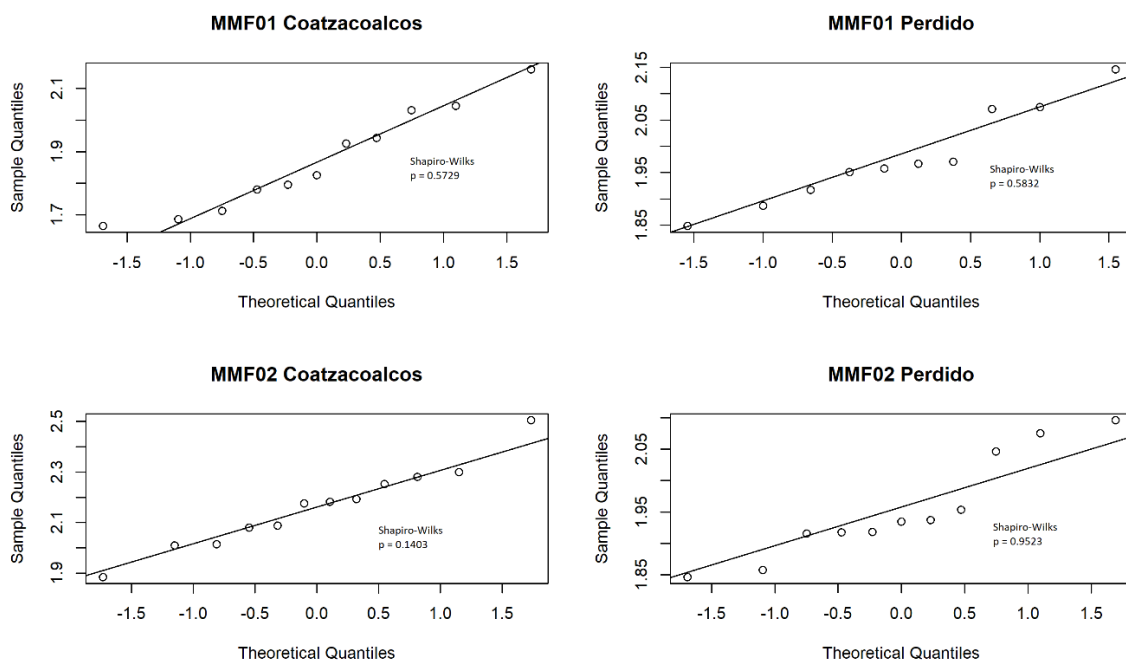 MMF01 Coatzacoalcos
Sample Quantiles
1.7 1.9 2.1
Shapiro-Wilks
p = 0.5729
-1.5 -1.0 -0.5 0.0 0.5 1.0 1.5
Theoretical Quantiles
MMF01 Perdido
Sample Quantiles
1.85 1.95 2.05 2.15
Shapiro-Wilks
p = 0.5832
-1.5 -1.0 -0.5 0.0 0.5 1.0 1.5
Theoretical Quantiles
MMF02 Coatzacoalcos
Sample Quantiles
1.9 2.1 2.3 2.5
Shapiro-Wilks
p = 0.1403
-1.5 -1.0 -0.5 0.0 0.5 1.0 1.5
Theoretical Quantiles
MMF02 Perdido
Sample Quantiles
1.85 1.95 2.05
Shapiro-Wilks
p = 0.9523
-1.5 -1.0 -0.5 0.0 0.5 1.0 1.5
Theoretical Quantiles